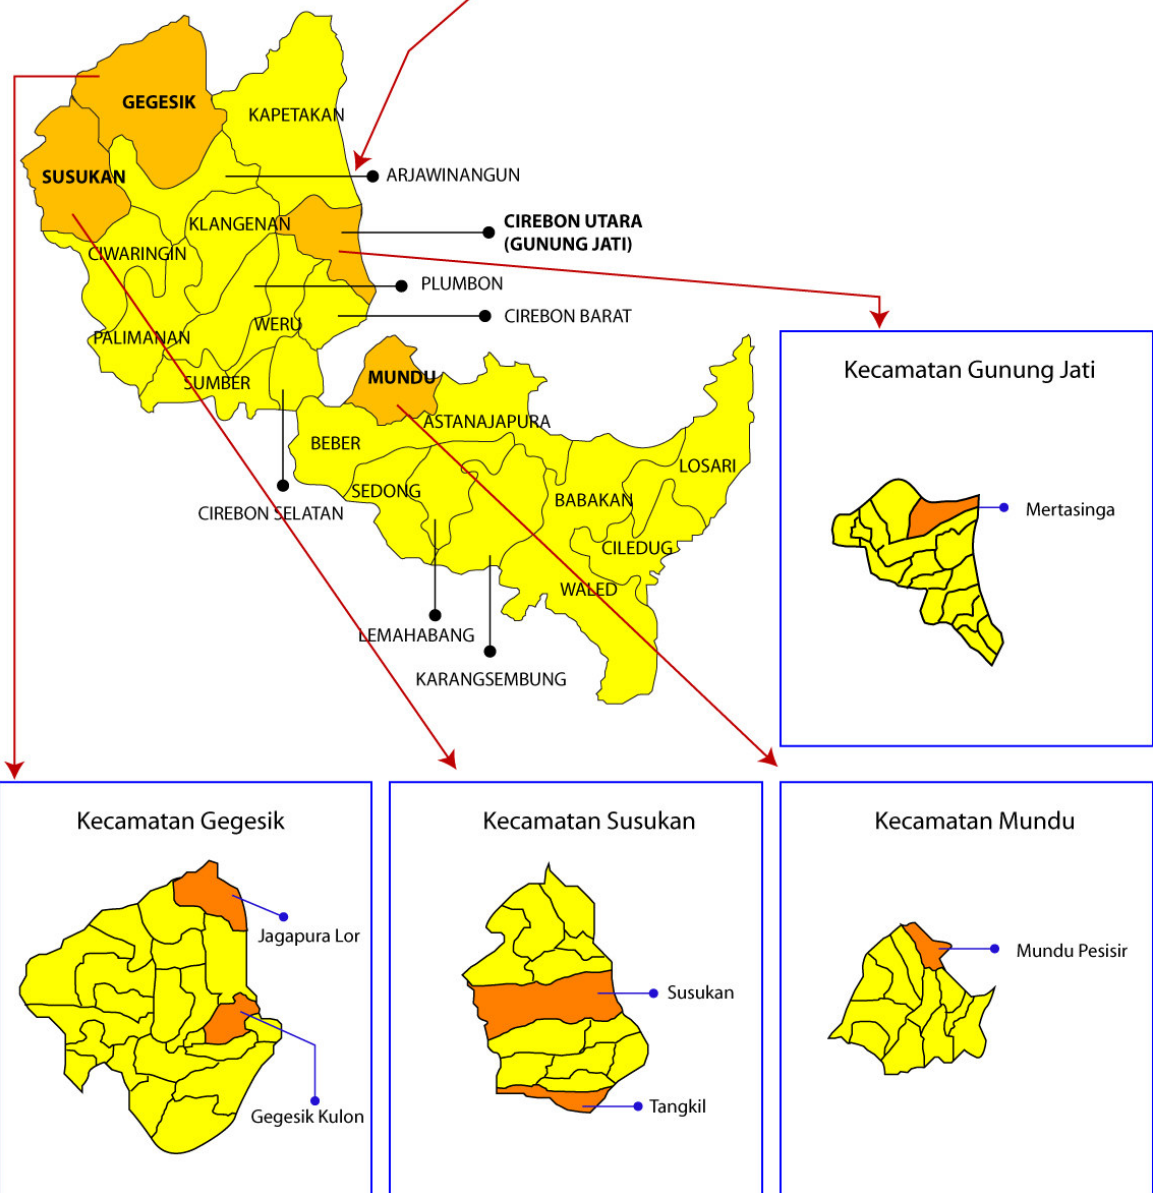 GEGESIK
KAPETAKAN
SUSUKAN
ARJAWINANGUN
KLANGENAN
CIREBON UTARA
(GUNUNG JATI)
CIWARINGIN
PLUMBON
CIREBON BARAT
WERU
PALIMANAN
SUMBER
MUNDU
ASTANAJAPURA
BEBER
LOSARI
SEDONG
BABAKAN
CIREBON SELATAN
CILEDUG
WALED
LEMAHABANG
KARANGSEMBUNG
Kecamatan Gunung Jati
Mertasinga
Kecamatan Gegesik
Jagapura Lor
Gegesik Kulon
Kecamatan Susukan
Susukan
Tangkil
Kecamatan Mundu
Mundu Pesisir